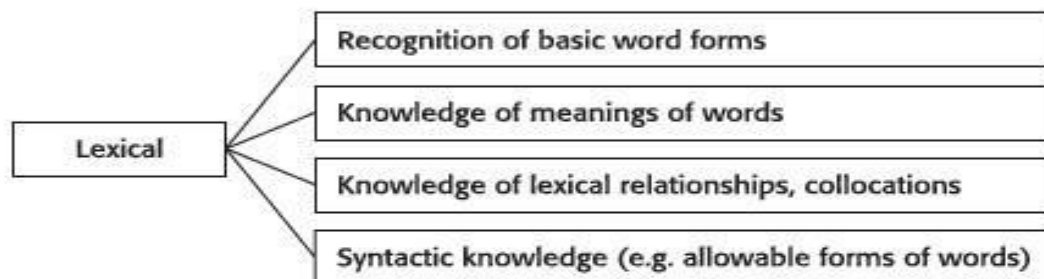 Lexical
Recognition of basic word forms
Knowledge of meanings of words
Knowledge of lexical relationships, collocations
Syntactic knowledge (e.g. allowable forms of words)